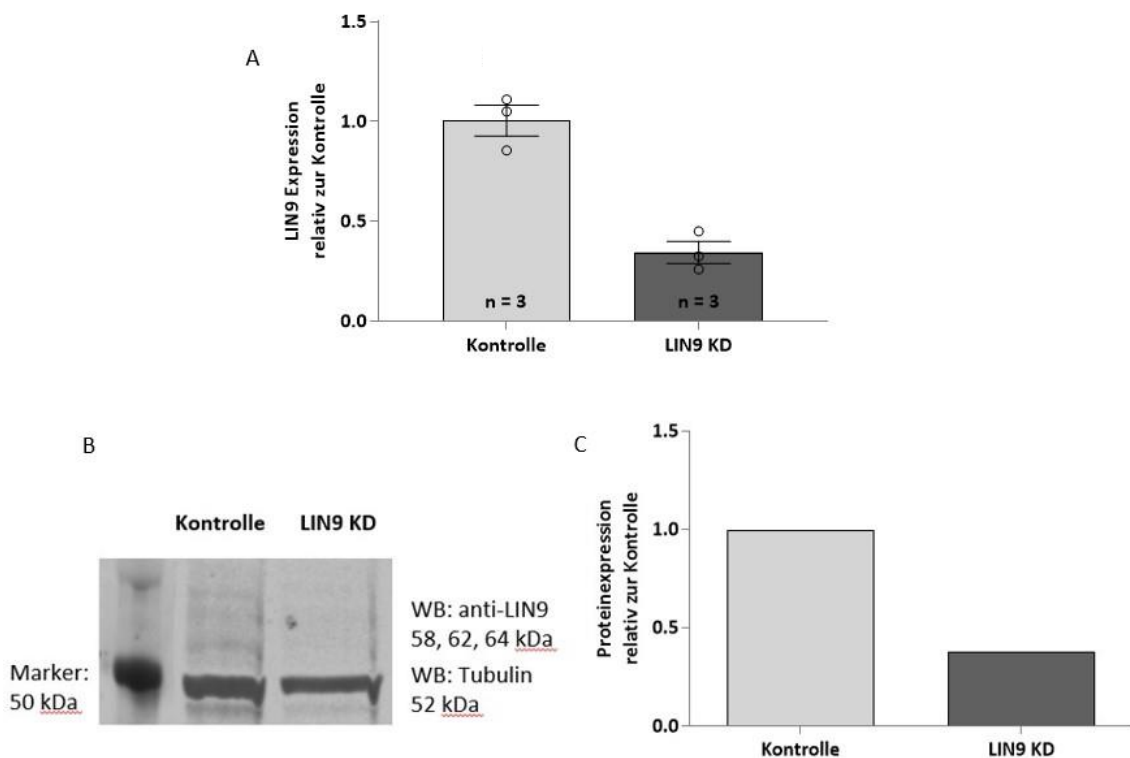 A
LIN9 Expression
relativ zur Kontrolle
1.5
1.0
0.5
0.0
n = 3
n = 3
Kontrolle
LIN9 KD
B
Kontrolle
LIN9 KD
Marker:
50 kDa
WB: anti-LIN9
58, 62, 64 kDa
WB: Tubulin
52 kDa
C
Proteinexpression
relativ zur Kontrolle
1.5
1.0
0.5
0.0
Kontrolle
LIN9 KD